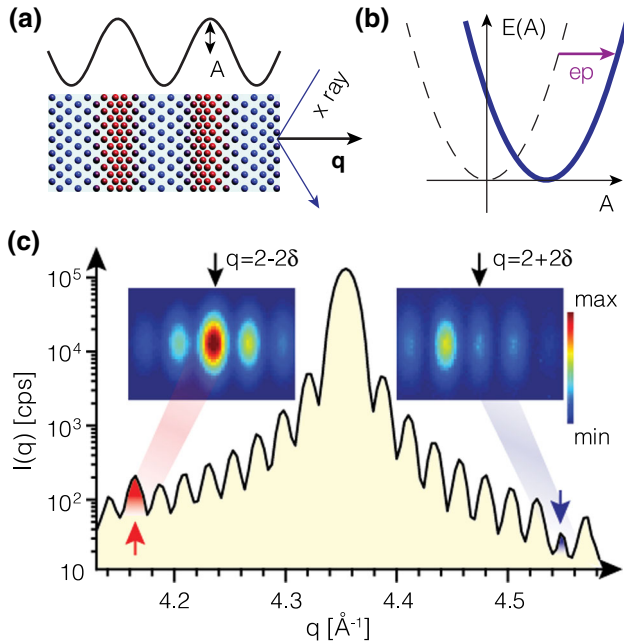 (a)
A
x ray
q
(b)
E(A)
ep
A
(c)
q=2-2δ
q=2+2δ
max
min
I(q) [cps]
10⁵
10⁴
10³
10²
10
4.2
4.3
4.4
4.5
q [Å⁻¹]